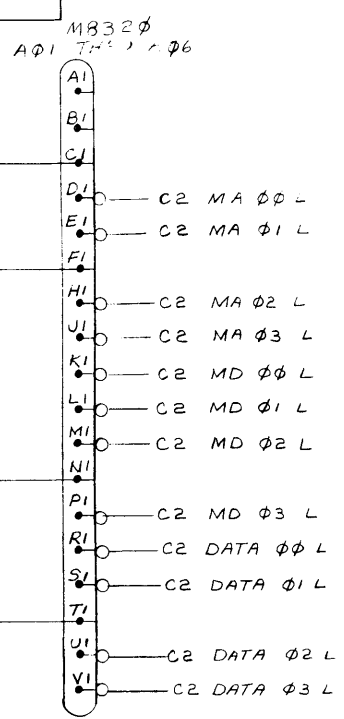 M832Ø
AØ1 AØ6
A1
B1
C1
D1 C2 MA ØØ L
E1 C2 MA Ø1 L
F1
H1 C2 MA Ø2 L
J1 C2 MA Ø3 L
K1 C2 MD ØØ L
L1 C2 MD Ø1 L
M1 C2 MD Ø2 L
N1
P1 C2 MD Ø3 L
R1 C2 DATA ØØ L
S1 C2 DATA Ø1 L
T1
U1 C2 DATA Ø2 L
V1 C2 DATA Ø3 L